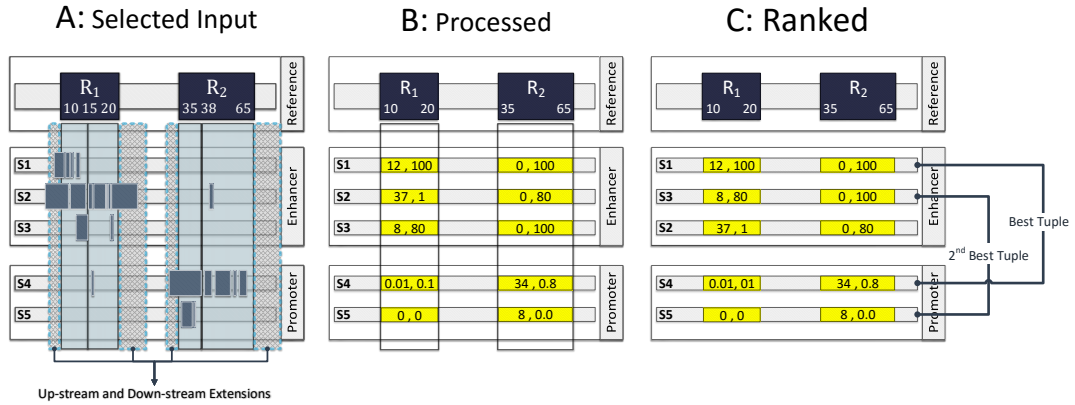 A: Selected Input
R1
10 15 20
R2
35 38 65
Reference
S1
S2
S3
Enhancer
S4
S5
Promoter
Up-stream and Down-stream Extensions
B: Processed
R1
10 20
R2
35 65
Reference
S1 12 , 100 0 , 100
S2 37 , 1 0 , 80
S3 8 , 80 0 , 100
Enhancer
S4 0.01, 0.1 34 , 0.8
S5 0 , 0 8 , 0.0
Promoter
C: Ranked
R1
10 20
R2
35 65
Reference
S1 12 , 100 0 , 100
S3 8 , 80 0 , 100
S2 37 , 1 0 , 80
Enhancer
S4 0.01, 01 34 , 0.8
S5 0 , 0 8 , 0.0
Promoter
Best Tuple
2nd Best Tuple